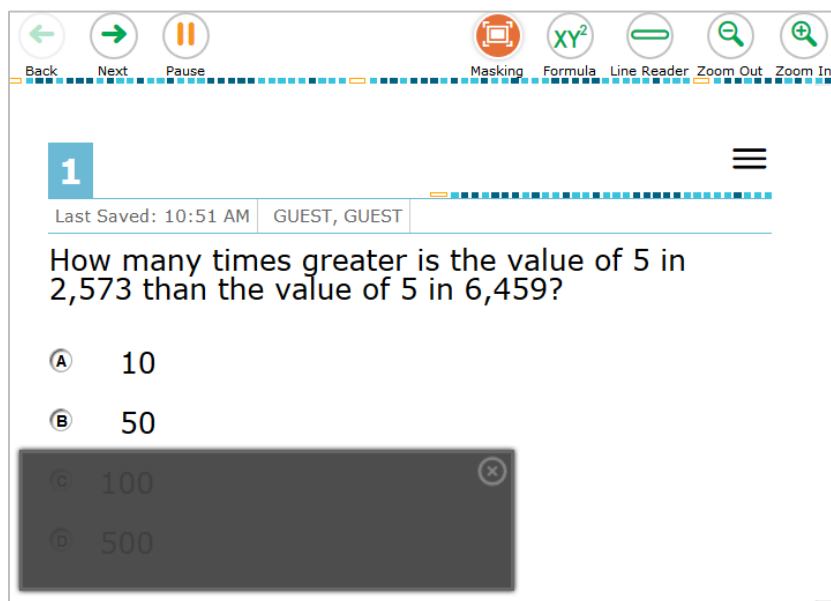 Back Next Pause Masking Formula Line Reader Zoom Out Zoom In
XY²
1
Last Saved: 10:51 AM GUEST, GUEST
How many times greater is the value of 5 in
2,573 than the value of 5 in 6,459?
A 10
B 50
C 100
D 500